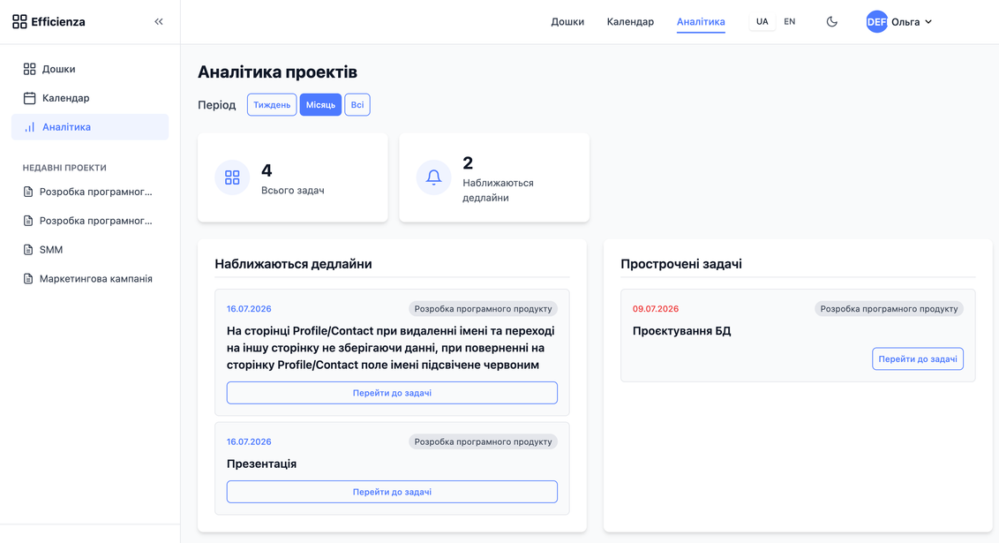 Efficienza
Дошки
Календар
Аналітика
UA
EN
DEF
Ольга
Дошки
Календар
Аналітика
НЕДАВНІ ПРОЕКТИ
Розробка програмног...
Розробка програмног...
SMM
Маркетингова кампанія
Аналітика проектів
Період
Тиждень
Місяць
Всі
4
Всього задач
2
Наближаються
дедлайни
Наближаються дедлайни
16.07.2026
Розробка програмного продукту
На сторінці Profile/Contact при видаленні імені та переході
на іншу сторінку не зберігаючи данні, при поверненні на
сторінку Profile/Contact поле імені підсвічене червоним
Перейти до задачі
16.07.2026
Розробка програмного продукту
Презентація
Перейти до задачі
Прострочені задачі
09.07.2026
Розробка програмного продукту
Проєктування БД
Перейти до задачі